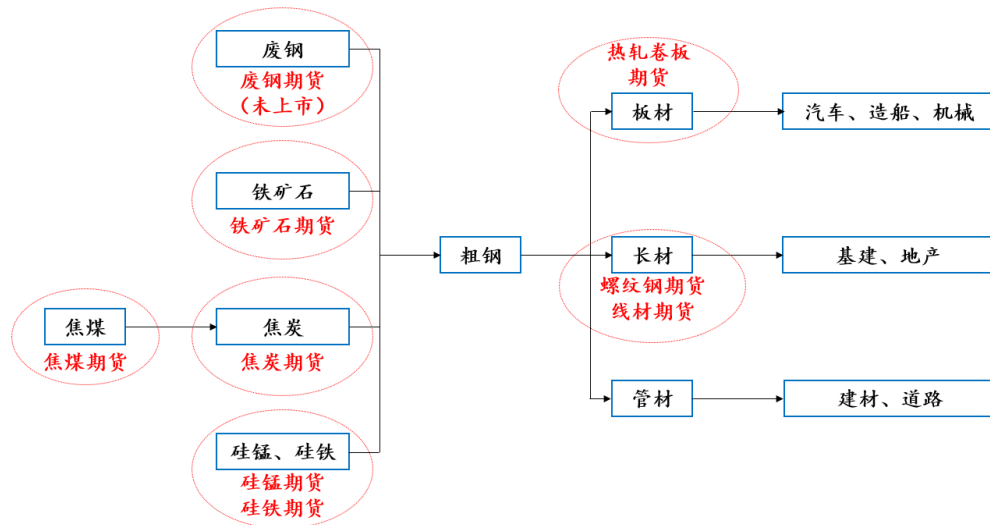 废钢
废钢期货
（未上市）
热轧卷板
期货
板材
汽车、造船、机械
铁矿石
铁矿石期货
粗钢
长材
螺纹钢期货
线材期货
基建、地产
焦煤
焦煤期货
焦炭
焦炭期货
管材
建材、道路
硅锰、硅铁
硅锰期货
硅铁期货